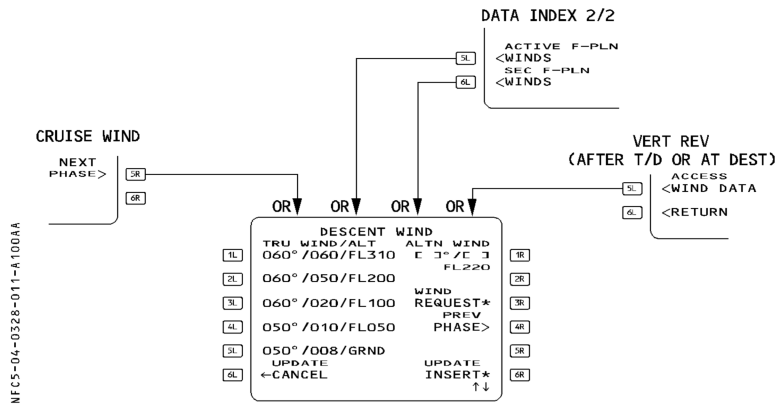 DATA INDEX 2/2
ACTIVE F-PLN
5L <WINDS
SEC F-PLN
6L <WINDS
CRUISE WIND
NEXT
PHASE> 5R
6R
VERT REV
(AFTER T/D OR AT DEST)
ACCESS
5L <WIND DATA
6L <RETURN
OR OR OR OR
DESCENT WIND
TRU WIND/ALT ALTN WIND
1L 060°/060/FL310 [ ]°/[ ] 1R
FL220
2L 060°/050/FL200 2R
WIND
3L 060°/020/FL100 REQUEST* 3R
PREV
4L 050°/010/FL050 PHASE> 4R
5L 050°/008/GRND 5R
UPDATE UPDATE
6L ←CANCEL INSERT* 6R
↑↓
NFC5-04-0328-011-A100AA